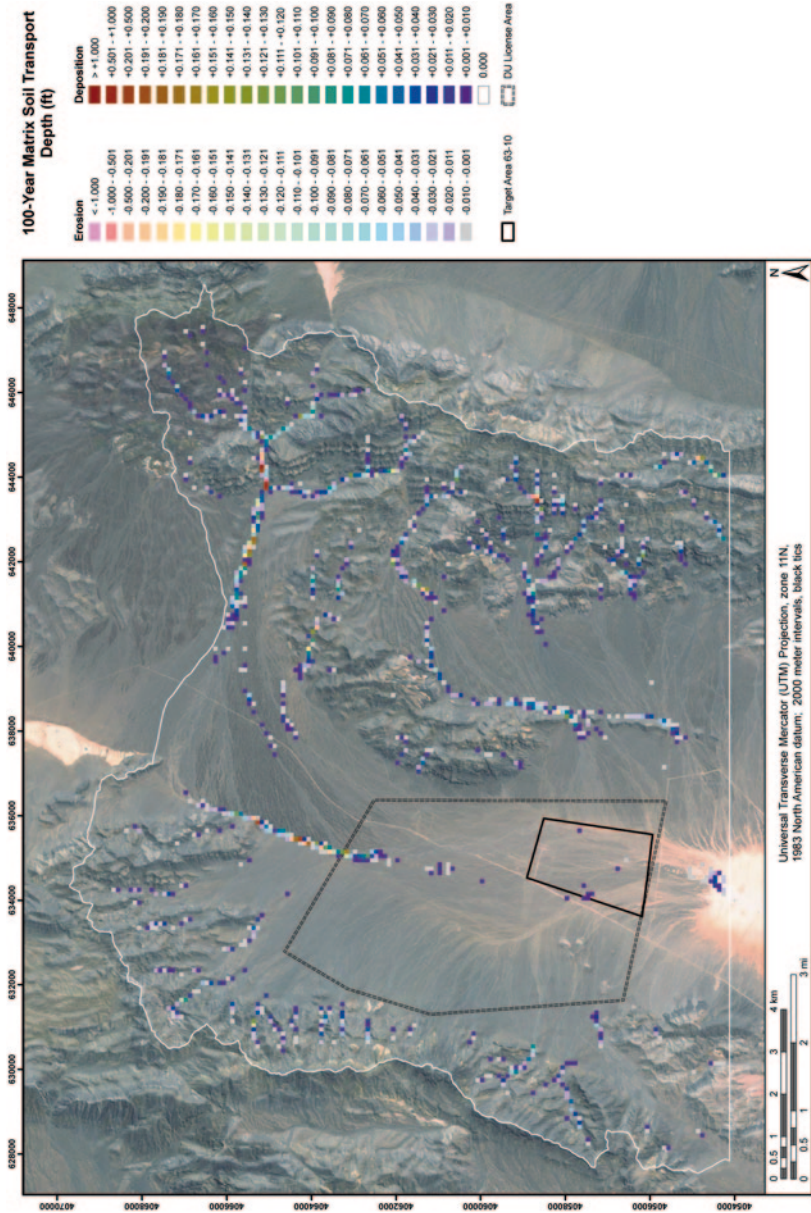 100-Year Matrix Soil Transport
Depth (ft)
Erosion
< -1.000
-1.000 - -0.501
-0.500 - -0.201
-0.200 - -0.191
-0.190 - -0.181
-0.180 - -0.171
-0.170 - -0.161
-0.160 - -0.151
-0.150 - -0.141
-0.140 - -0.131
-0.130 - -0.121
-0.120 - -0.111
-0.110 - -0.101
-0.100 - -0.091
-0.090 - -0.081
-0.080 - -0.071
-0.070 - -0.061
-0.060 - -0.051
-0.050 - -0.041
-0.040 - -0.031
-0.030 - -0.021
-0.020 - -0.011
-0.010 - -0.001
Deposition
> +1.000
+0.501 - +1.000
+0.201 - +0.500
+0.191 - +0.200
+0.181 - +0.190
+0.171 - +0.180
+0.161 - +0.170
+0.151 - +0.160
+0.141 - +0.150
+0.131 - +0.140
+0.121 - +0.130
+0.111 - +0.120
+0.101 - +0.110
+0.091 - +0.100
+0.081 - +0.090
+0.071 - +0.080
+0.061 - +0.070
+0.051 - +0.060
+0.041 - +0.050
+0.031 - +0.040
+0.021 - +0.030
+0.011 - +0.020
+0.001 - +0.010
0.000
Target Area 63-10
DU License Area
628000 630000 632000 634000 636000 638000 640000 642000 644000 646000 648000
4070000
4068000
4066000
4064000
4062000
4060000
4058000
4056000
4054000
0 0.5 1 2 3 4 km
0 0.5 1 2 3 mi
Universal Transverse Mercator (UTM) Projection, zone 11N,
1983 North American datum: 2000 meter intervals, black tics
N